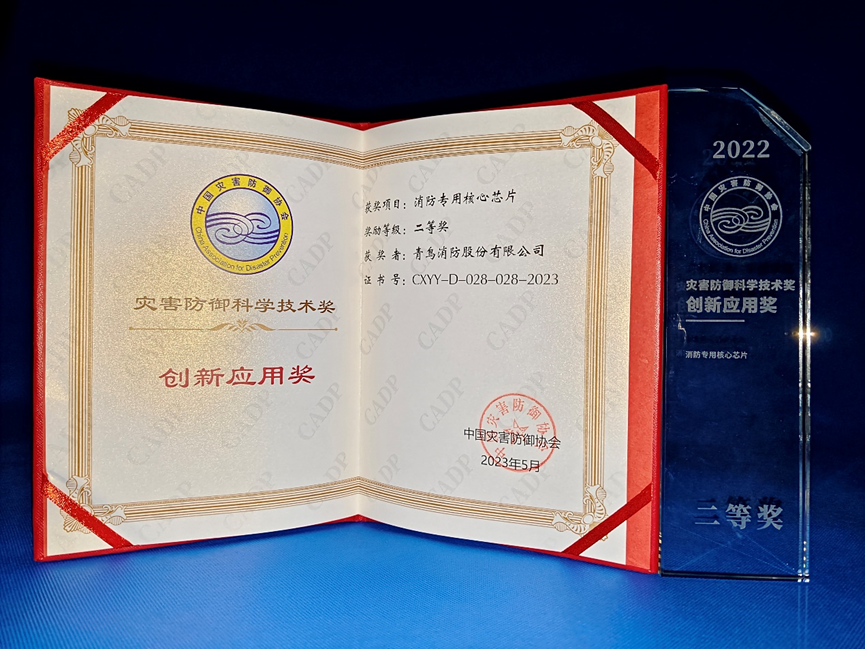 中国灾害防御协会
China Association for Disaster Prevention
灾害防御科学技术奖
创新应用奖
获奖项目：消防专用核心芯片
奖励等级：二等奖
获 奖 者：青鸟消防股份有限公司
证 书 号：CXYY-D-028-028-2023
中国灾害防御协会
2023年5月
CADP
2022
中国灾害防御协会
China Association for Disaster Prevention
灾害防御科学技术奖
创新应用奖
消防专用核心芯片
二等奖